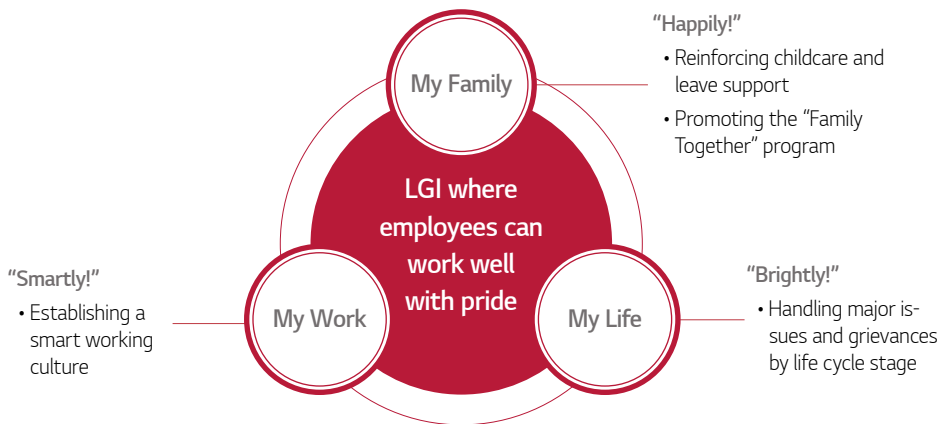 "Happily!"
• Reinforcing childcare and
leave support
• Promoting the "Family
Together" program
My Family
LGI where
employees can
work well
with pride
"Smartly!"
• Establishing a
smart working
culture
My Work
My Life
"Brightly!"
• Handling major is-
sues and grievances
by life cycle stage